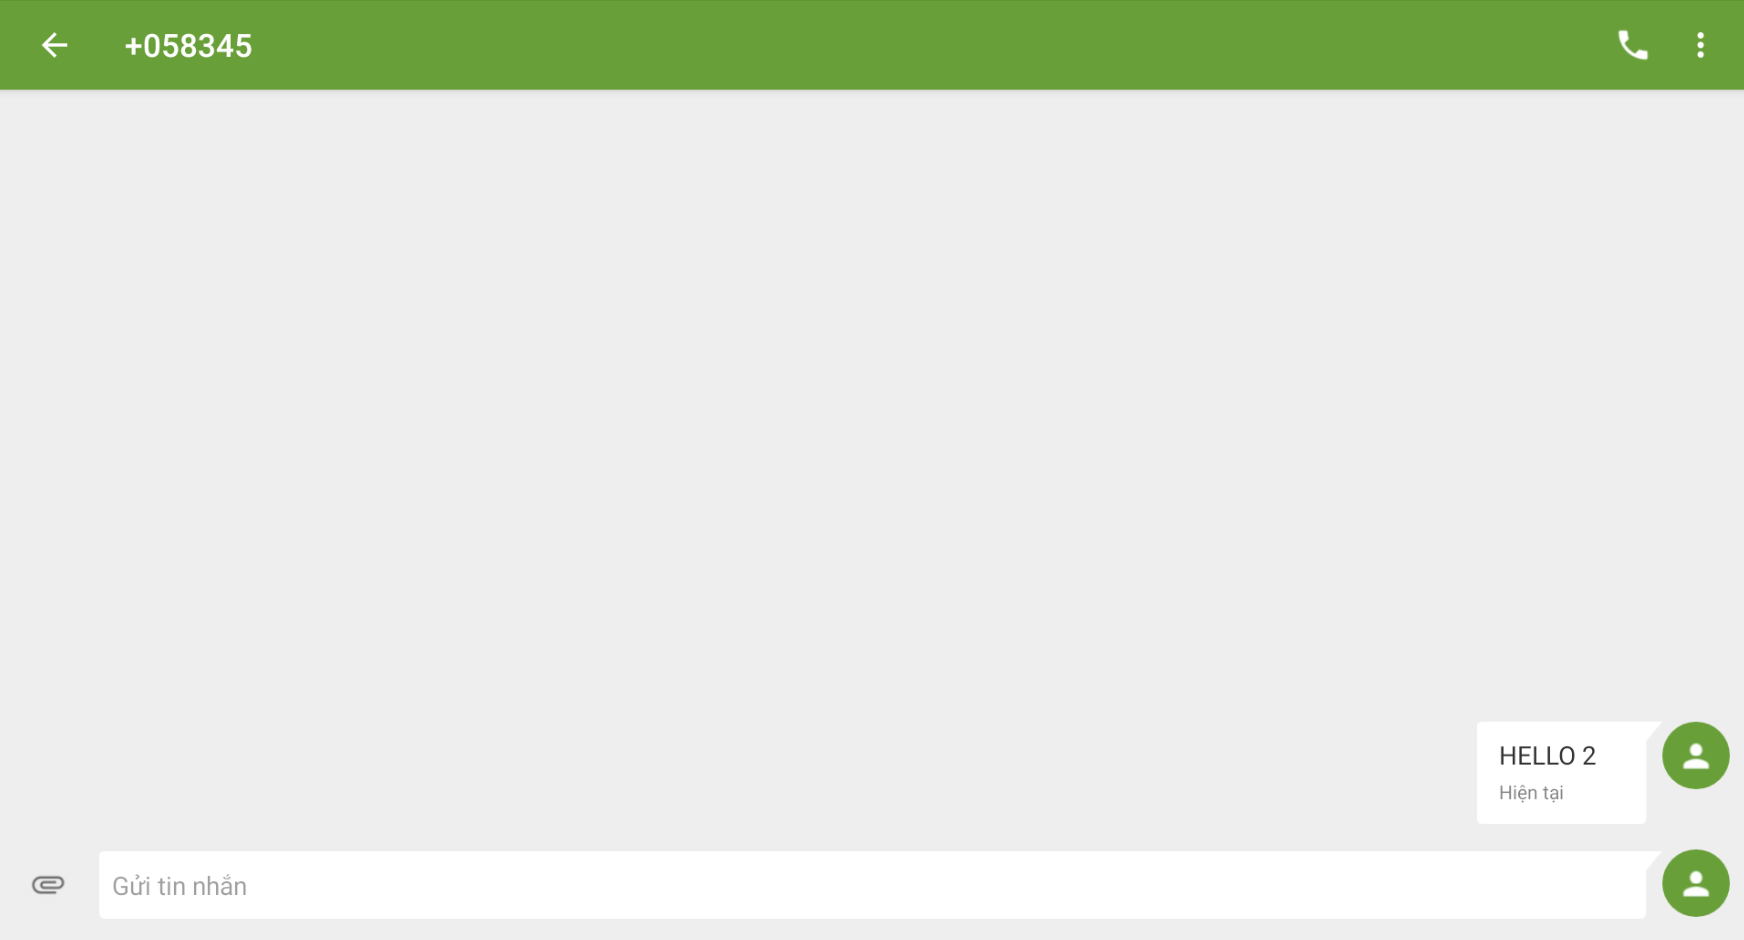 +058345
HELLO 2
Hiện tại
Gửi tin nhắn